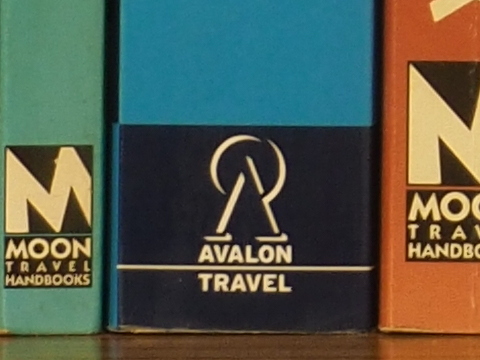 M
MOON
TRAVEL
HANDBOOKS
A
AVALON
TRAVEL
M
MOO
TRAV
HANDBO